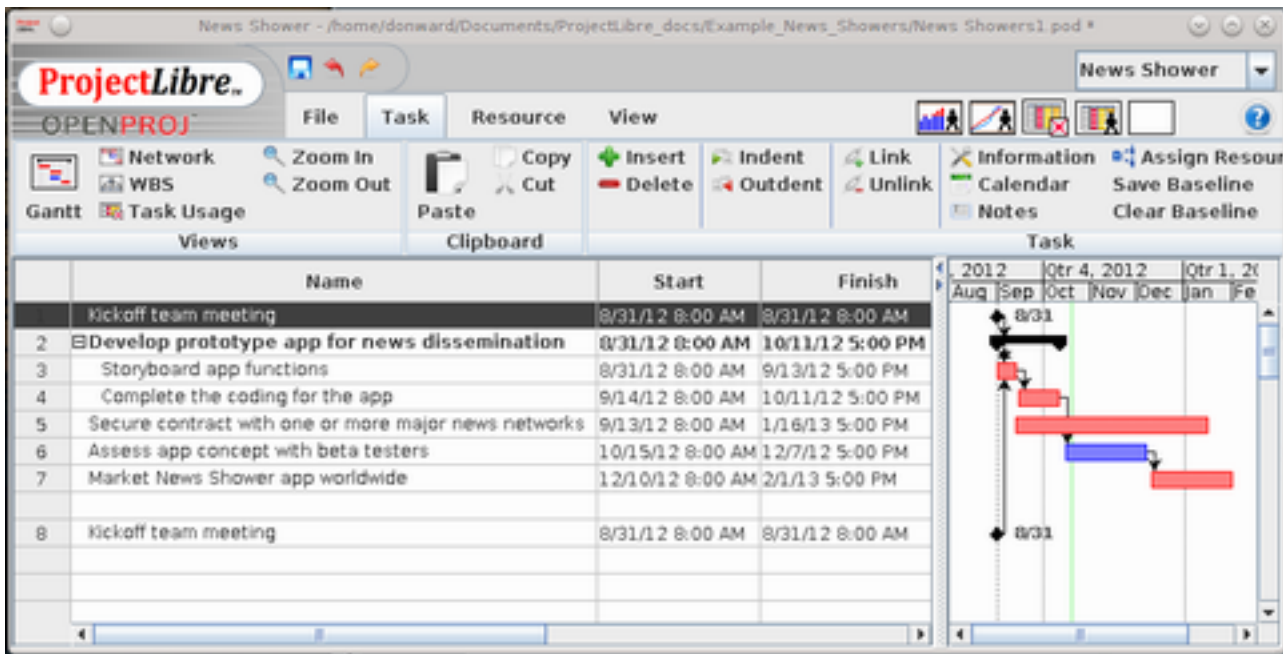 News Shower - /home/donward/Documents/ProjectLibre_docs/Example_News_Showers/News Showers1.pod *
ProjectLibre™
OPENPROJ
News Shower
File Task Resource View
Network Zoom In Copy Insert Indent Link Information Assign Resour
WBS Zoom Out Cut Delete Outdent Unlink Calendar Save Baseline
Gantt Task Usage Paste Notes Clear Baseline
Views Clipboard Task
Name Start Finish , 2012 Qtr 4, 2012 Qtr 1, 20
Aug Sep Oct Nov Dec Jan Fe
1 Kickoff team meeting 8/31/12 8:00 AM 8/31/12 8:00 AM 8/31
2 Develop prototype app for news dissemination 8/31/12 8:00 AM 10/11/12 5:00 PM
3 Storyboard app functions 8/31/12 8:00 AM 9/13/12 5:00 PM
4 Complete the coding for the app 9/14/12 8:00 AM 10/11/12 5:00 PM
5 Secure contract with one or more major news networks 9/13/12 8:00 AM 1/16/13 5:00 PM
6 Assess app concept with beta testers 10/15/12 8:00 AM 12/7/12 5:00 PM
7 Market News Shower app worldwide 12/10/12 8:00 AM 2/1/13 5:00 PM
8 Kickoff team meeting 8/31/12 8:00 AM 8/31/12 8:00 AM 8/31